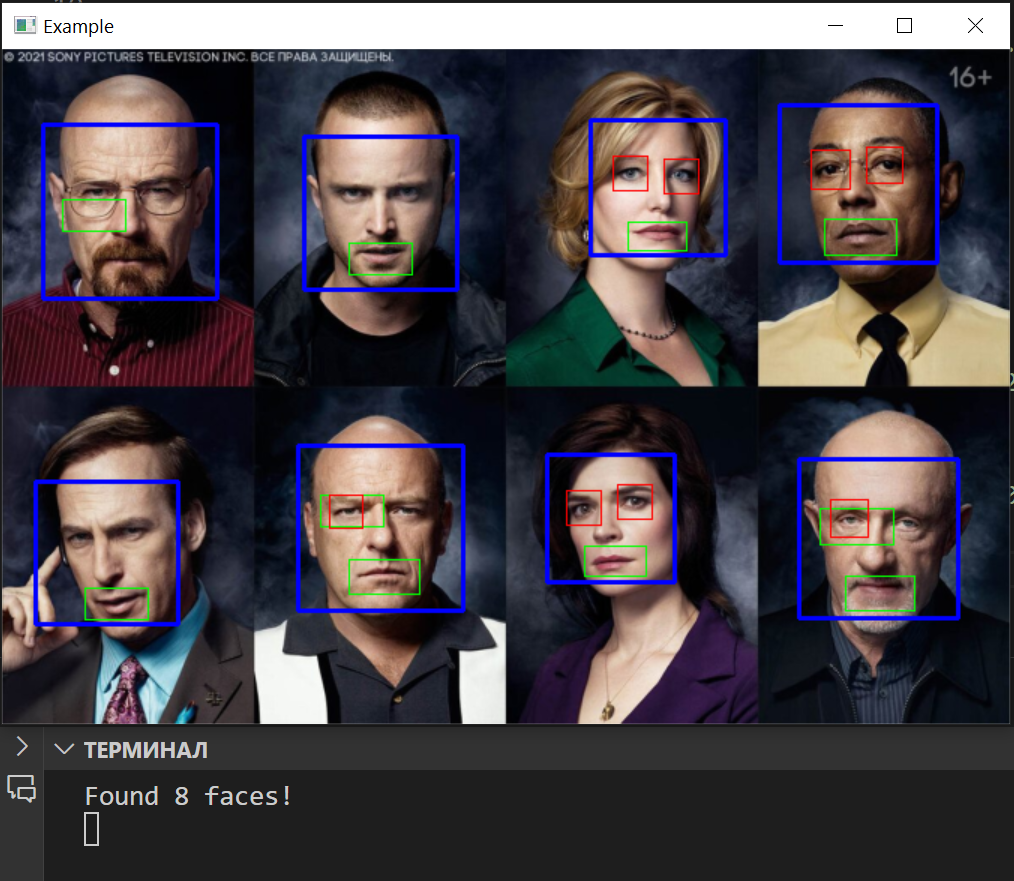 Example
© 2021 SONY PICTURES TELEVISION INC. ВСЕ ПРАВА ЗАЩИЩЕНЫ.
16+
ТЕРМИНАЛ
Found 8 faces!